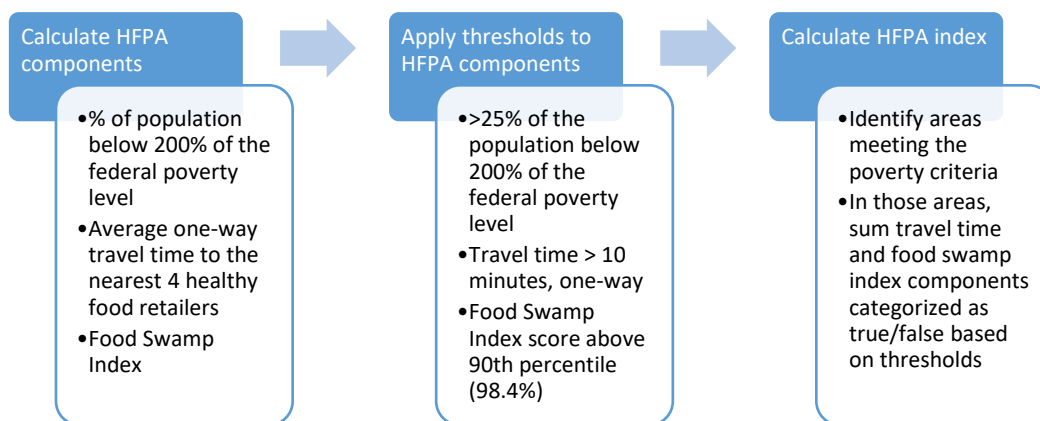 Calculate HFPA
components
•% of population
below 200% of the
federal poverty
level
•Average one-way
travel time to the
nearest 4 healthy
food retailers
•Food Swamp
Index
Apply thresholds to
HFPA components
•>25% of the
population below
200% of the
federal poverty
level
•Travel time > 10
minutes, one-way
•Food Swamp
Index score above
90th percentile
(98.4%)
Calculate HFPA index
•Identify areas
meeting the
poverty criteria
•In those areas,
sum travel time
and food swamp
index components
categorized as
true/false based
on thresholds